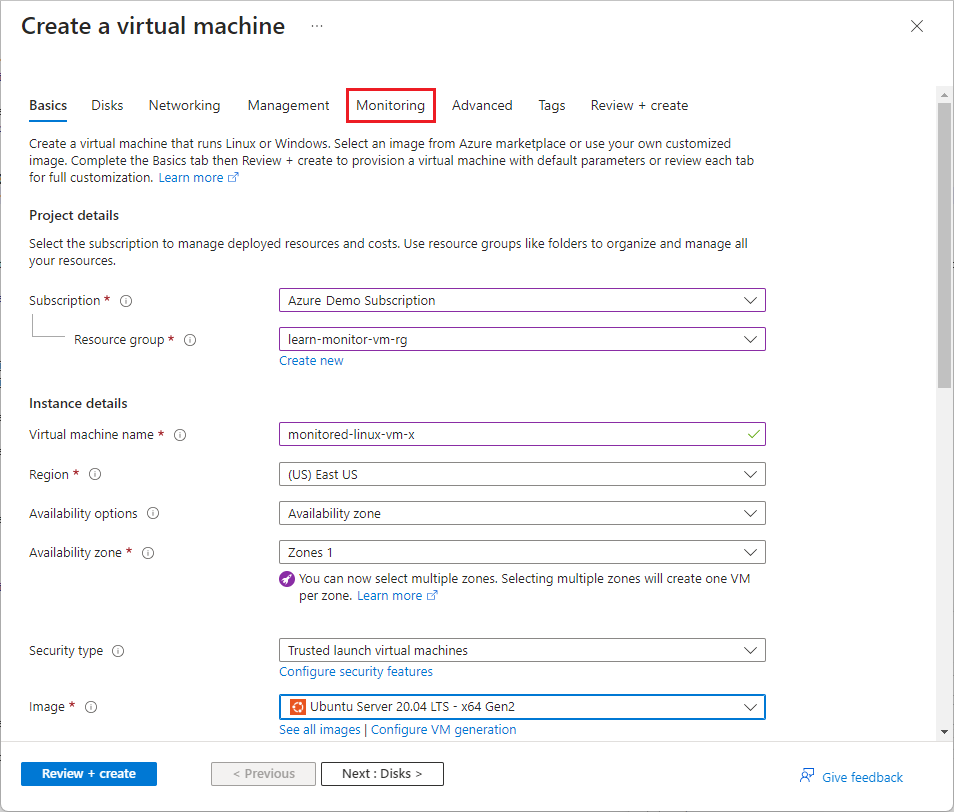 Create a virtual machine ...
Basics Disks Networking Management Monitoring Advanced Tags Review + create
Create a virtual machine that runs Linux or Windows. Select an image from Azure marketplace or use your own customized
image. Complete the Basics tab then Review + create to provision a virtual machine with default parameters or review each tab
for full customization. Learn more
Project details
Select the subscription to manage deployed resources and costs. Use resource groups like folders to organize and manage all
your resources.
Subscription * Azure Demo Subscription
Resource group * learn-monitor-vm-rg
Create new
Instance details
Virtual machine name * monitored-linux-vm-x
Region * (US) East US
Availability options Availability zone
Availability zone * Zones 1
You can now select multiple zones. Selecting multiple zones will create one VM
per zone. Learn more
Security type Trusted launch virtual machines
Configure security features
Image * Ubuntu Server 20.04 LTS - x64 Gen2
See all images | Configure VM generation
Review + create < Previous Next : Disks > Give feedback